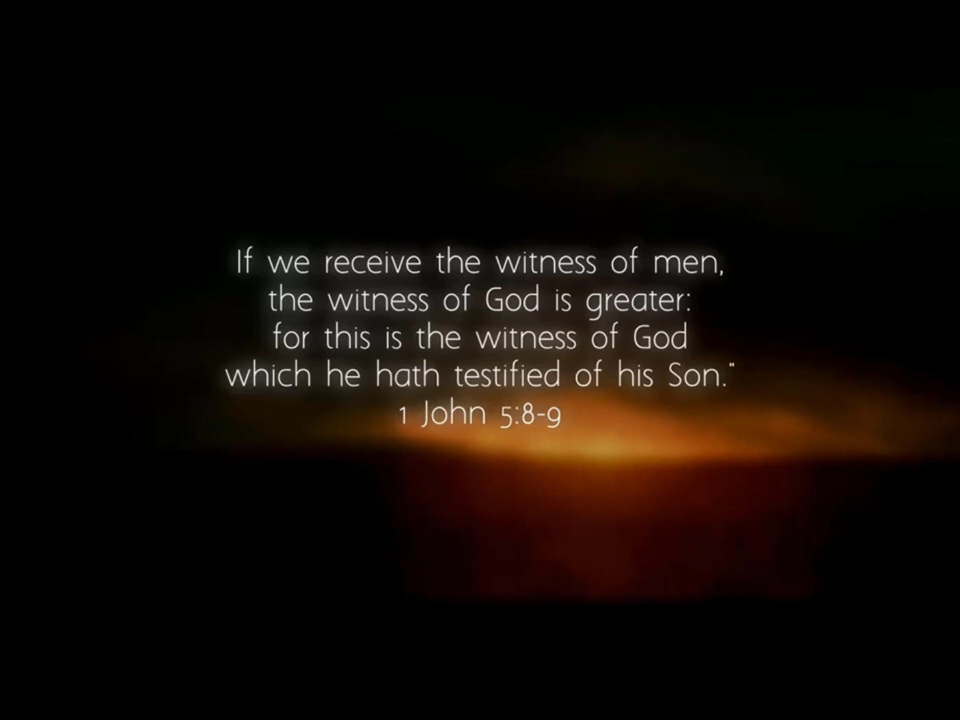 If we receive the witness of men,
the witness of God is greater:
for this is the witness of God
which he hath testified of his Son."
1 John 5:8-9